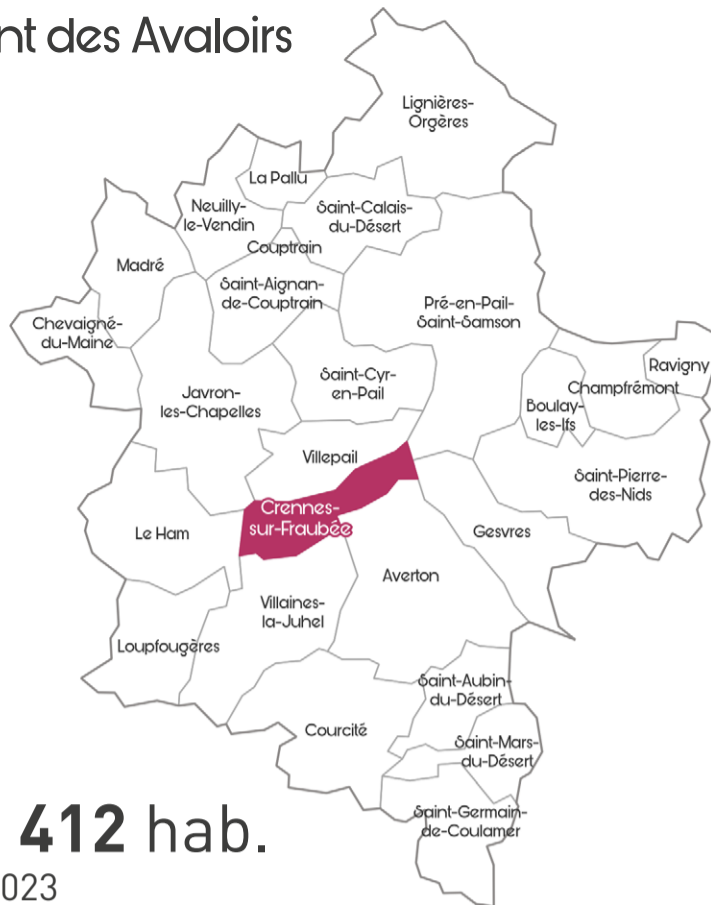 nt des Avaloirs
Lignières-
Orgères
La Pallu
Neuilly-
le-Vendin
Saint-Calais-
du-Désert
Couptrain
Madré
Saint-Aignan-
de-Couptrain
Pré-en-Pail-
Saint-Samson
Chevaigné-
du-Maine
Ravigny
Saint-Cyr-
en-Pail
Champfrémont
Javron-
les-Chapelles
Boulay-
les-Ifs
Villepail
Saint-Pierre-
des-Nids
Crennes-
sur-Fraubée
Le Ham
Gesvres
Averton
Villaines-
la-Juhel
Loupfougères
Saint-Aubin-
du-Désert
Courcité
Saint-Mars-
du-Désert
Saint-Germain-
de-Coulamer
412 hab.
023